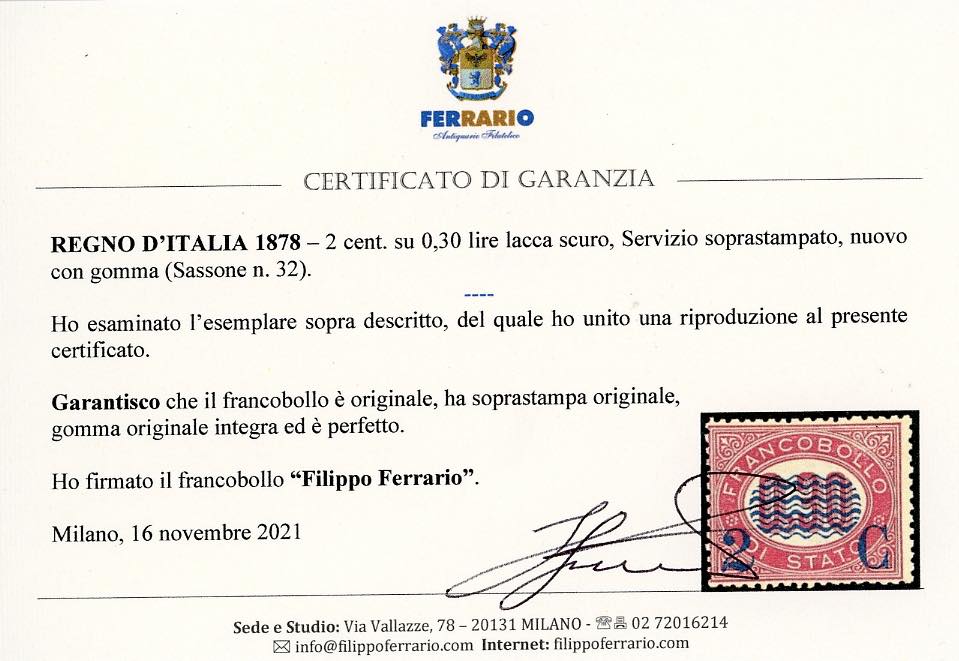 FERRARIO
Antiquario Filatelico
CERTIFICATO DI GARANZIA
REGNO D’ITALIA 1878 – 2 cent. su 0,30 lire lacca scuro, Servizio soprastampato, nuovo
con gomma (Sassone n. 32).
----
Ho esaminato l’esemplare sopra descritto, del quale ho unito una riproduzione al presente
certificato.
Garantisco che il francobollo è originale, ha soprastampa originale,
gomma originale integra ed è perfetto.
Ho firmato il francobollo “Filippo Ferrario”.
Milano, 16 novembre 2021
FRANCOBOLLO
DI STATO
2 C
Sede e Studio: Via Vallazze, 78 – 20131 MILANO - 02 72016214
info@filippoferrario.com Internet: filippoferrario.com